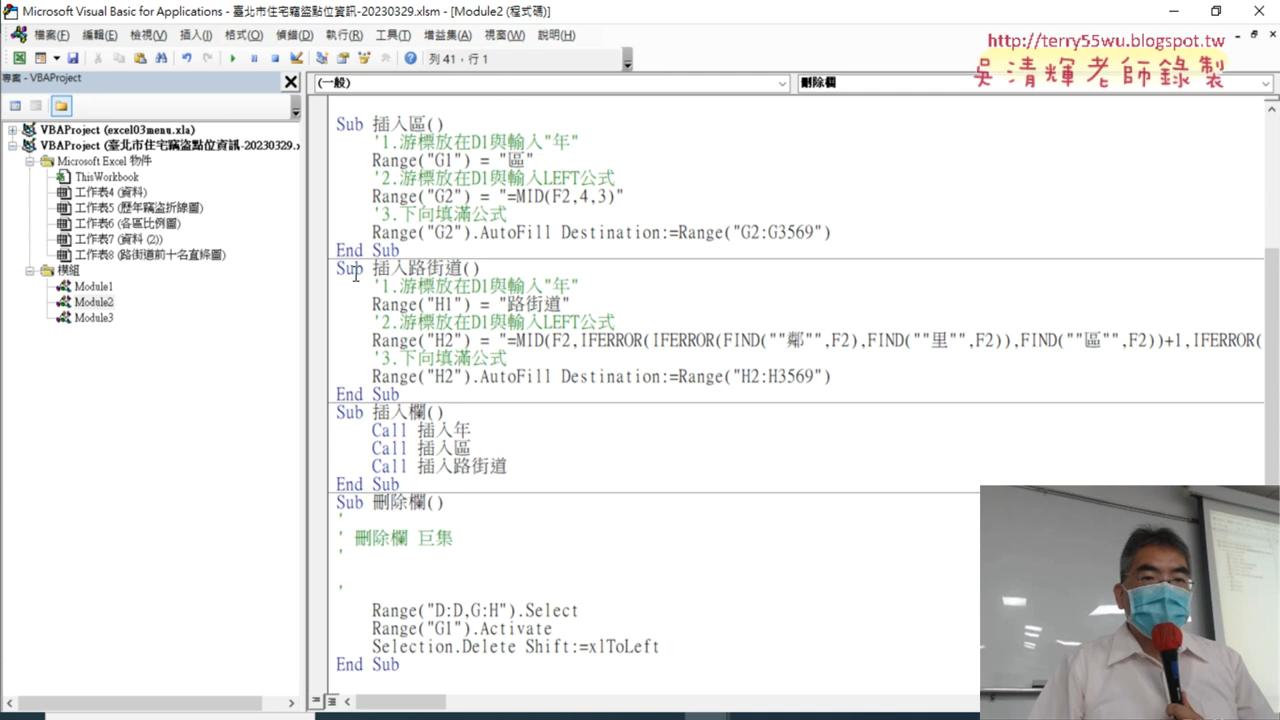 Microsoft Visual Basic for Applications - 臺北市住宅竊盜點位資訊-20230329.xlsm - [Module2 (程式碼)]
檔案(F) 編輯(E) 檢視(V) 插入(I) 格式(O) 偵錯(D) 執行(R) 工具(T) 增益集(A) 視窗(W) 說明(H)
http://terry55wu.blogspot.tw
吳清輝老師錄製
列 41，行 1
專案 - VBAProject
(一般)
刪除欄
VBAProject (excel03menu.xla)
VBAProject (臺北市住宅竊盜點位資訊-20230329.x
Microsoft Excel 物件
ThisWorkbook
工作表4 (資料)
工作表5 (歷年竊盜折線圖)
工作表6 (各區比例圖)
工作表7 (資料 (2))
工作表8 (路街道前十名直條圖)
模組
Module1
Module2
Module3
Sub 插入區()
'1.游標放在D1與輸入"年"
Range("G1") = "區"
'2.游標放在D1與輸入LEFT公式
Range("G2") = "=MID(F2,4,3)"
'3.下向填滿公式
Range("G2").AutoFill Destination:=Range("G2:G3569")
End Sub
Sub 插入路街道()
'1.游標放在D1與輸入"年"
Range("H1") = "路街道"
'2.游標放在D1與輸入LEFT公式
Range("H2") = "=MID(F2,IFERROR(IFERROR(FIND(""鄰"",F2),FIND(""里"",F2)),FIND(""區"",F2))+1,IFERROR(
'3.下向填滿公式
Range("H2").AutoFill Destination:=Range("H2:H3569")
End Sub
Sub 插入欄()
Call 插入年
Call 插入區
Call 插入路街道
End Sub
Sub 刪除欄()
'
' 刪除欄 巨集
'
'
Range("D:D,G:H").Select
Range("G1").Activate
Selection.Delete Shift:=xlToLeft
End Sub